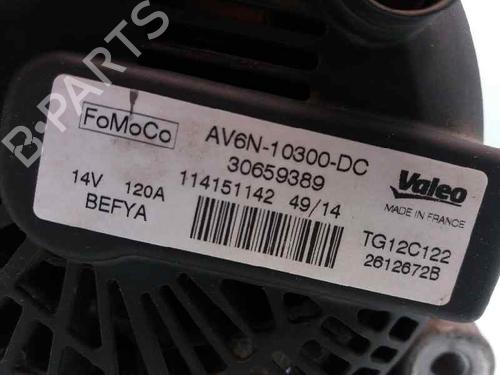 B-PARTS
FoMoCo
AV6N-10300-DC
30659389
14V 120A 114151142 49/14
BEFYA
Valeo
MADE IN FRANCE
TG12C122
2612672B